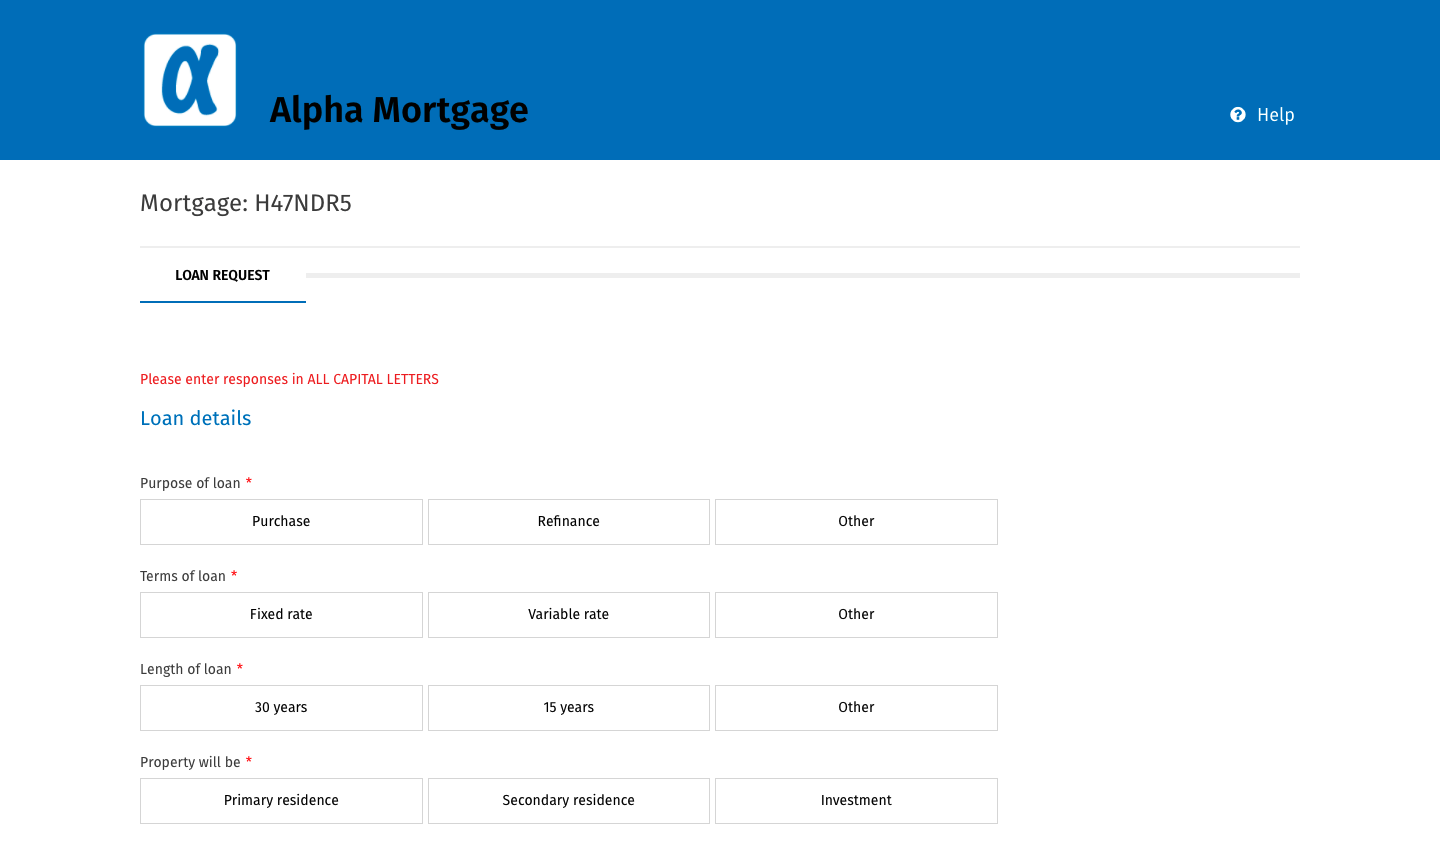 α
Alpha Mortgage
Help
Mortgage: H47NDR5
LOAN REQUEST
Please enter responses in ALL CAPITAL LETTERS
Loan details
Purpose of loan *
Purchase Refinance Other
Terms of loan *
Fixed rate Variable rate Other
Length of loan *
30 years 15 years Other
Property will be *
Primary residence Secondary residence Investment